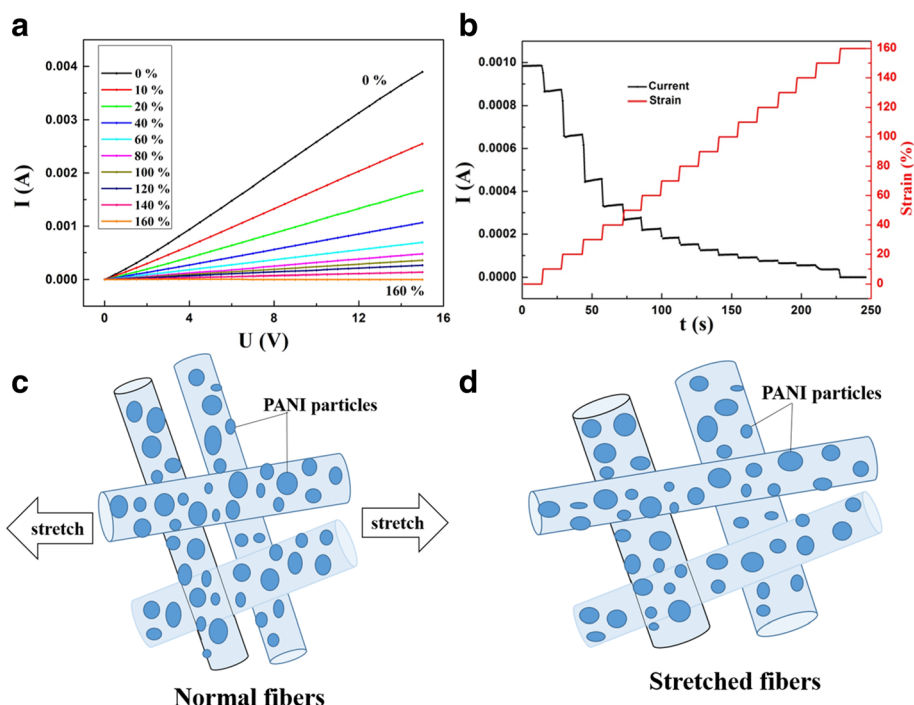 a
I (A)
0.004
0.003
0.002
0.001
0.000
0 %
10 %
20 %
40 %
60 %
80 %
100 %
120 %
140 %
160 %
0 %
160 %
0 4 8 12 16
U (V)
b
I (A)
0.0010
0.0008
0.0006
0.0004
0.0002
0.0000
Current
Strain
160
140
120
100
80
60
40
20
0
Strain (%)
0 50 100 150 200 250
t (s)
c
PANI particles
stretch
stretch
Normal fibers
d
PANI particles
Stretched fibers